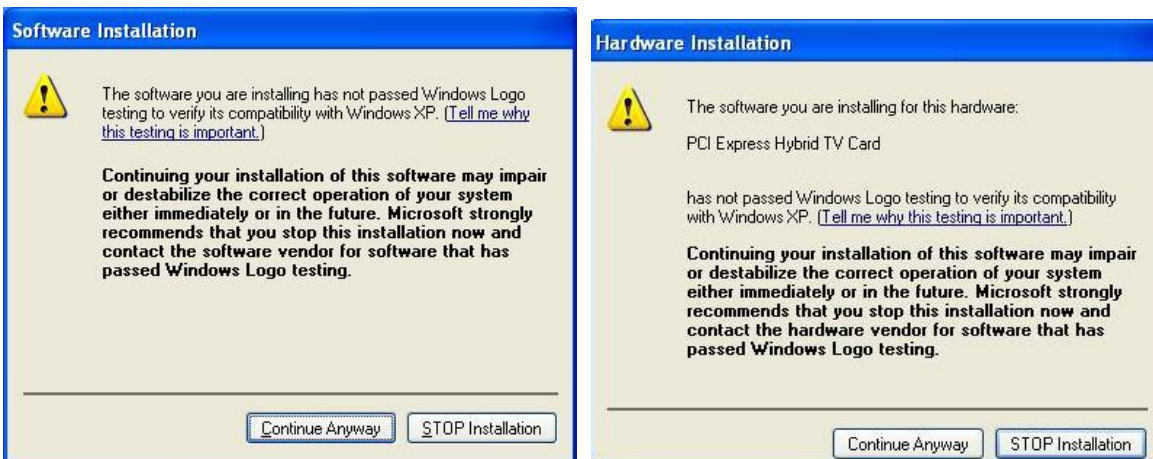 Software Installation
The software you are installing has not passed Windows Logo
testing to verify its compatibility with Windows XP. (Tell me why
this testing is important.)
Continuing your installation of this software may impair
or destabilize the correct operation of your system
either immediately or in the future. Microsoft strongly
recommends that you stop this installation now and
contact the software vendor for software that has
passed Windows Logo testing.
Continue Anyway
STOP Installation
Hardware Installation
The software you are installing for this hardware:
PCI Express Hybrid TV Card
has not passed Windows Logo testing to verify its compatibility
with Windows XP. (Tell me why this testing is important.)
Continuing your installation of this software may impair
or destabilize the correct operation of your system
either immediately or in the future. Microsoft strongly
recommends that you stop this installation now and
contact the hardware vendor for software that has
passed Windows Logo testing.
Continue Anyway
STOP Installation